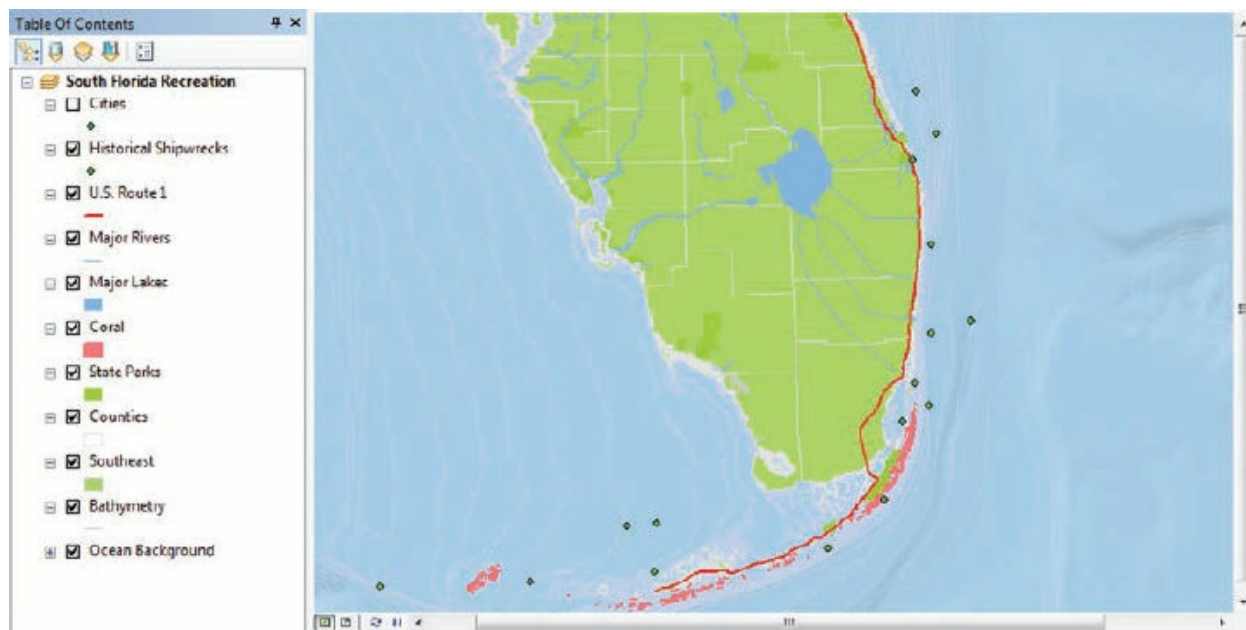 Table Of Contents
South Florida Recreation
Cities
Historical Shipwrecks
U.S. Route 1
Major Rivers
Major Lakes
Coral
State Parks
Counties
Southeast
Bathymetry
Ocean Background